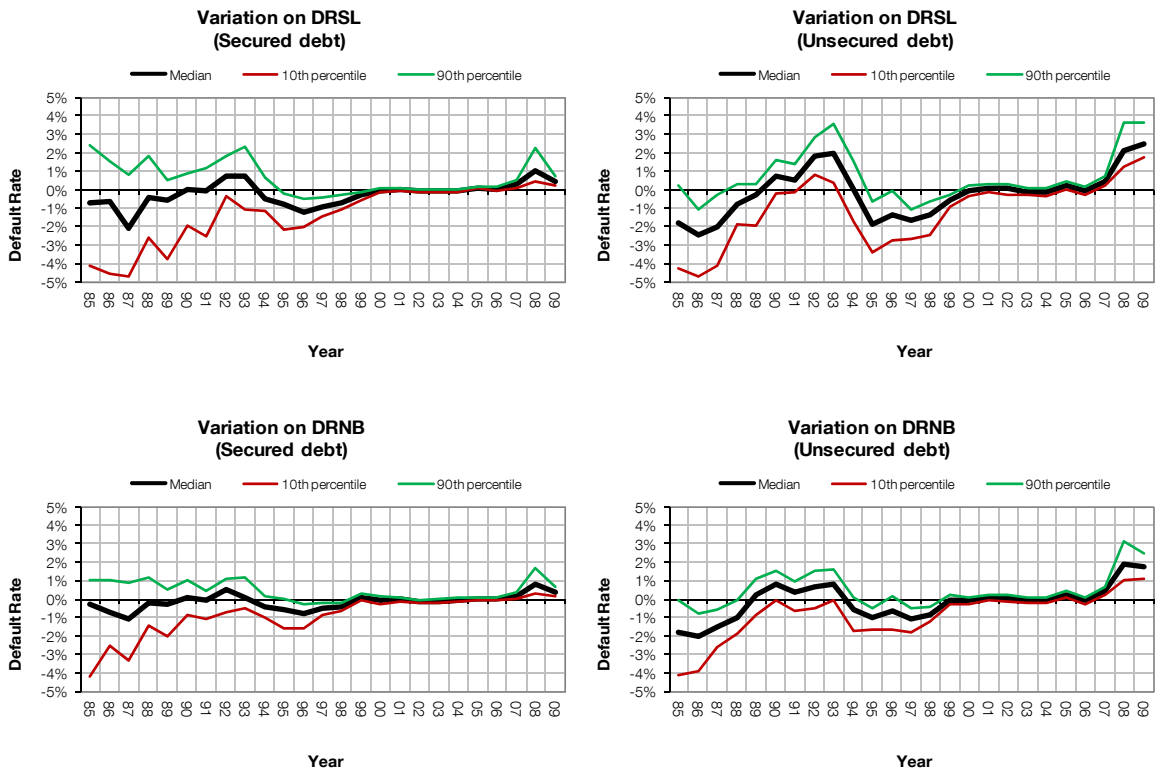 Variation on DRSL
(Secured debt)
Median 10th percentile 90th percentile
5%
4%
3%
2%
1%
0%
-1%
-2%
-3%
-4%
-5%
Default Rate
85 86 87 88 89 90 91 92 93 94 95 96 97 98 99 00 01 02 03 04 05 06 07 08 09
Year
Variation on DRSL
(Unsecured debt)
Median 10th percentile 90th percentile
5%
4%
3%
2%
1%
0%
-1%
-2%
-3%
-4%
-5%
Default Rate
85 86 87 88 89 90 91 92 93 94 95 96 97 98 99 00 01 02 03 04 05 06 07 08 09
Year
Variation on DRNB
(Secured debt)
Median 10th percentile 90th percentile
5%
4%
3%
2%
1%
0%
-1%
-2%
-3%
-4%
-5%
Default Rate
85 86 87 88 89 90 91 92 93 94 95 96 97 98 99 00 01 02 03 04 05 06 07 08 09
Year
Variation on DRNB
(Unsecured debt)
Median 10th percentile 90th percentile
5%
4%
3%
2%
1%
0%
-1%
-2%
-3%
-4%
-5%
Default Rate
85 86 87 88 89 90 91 92 93 94 95 96 97 98 99 00 01 02 03 04 05 06 07 08 09
Year